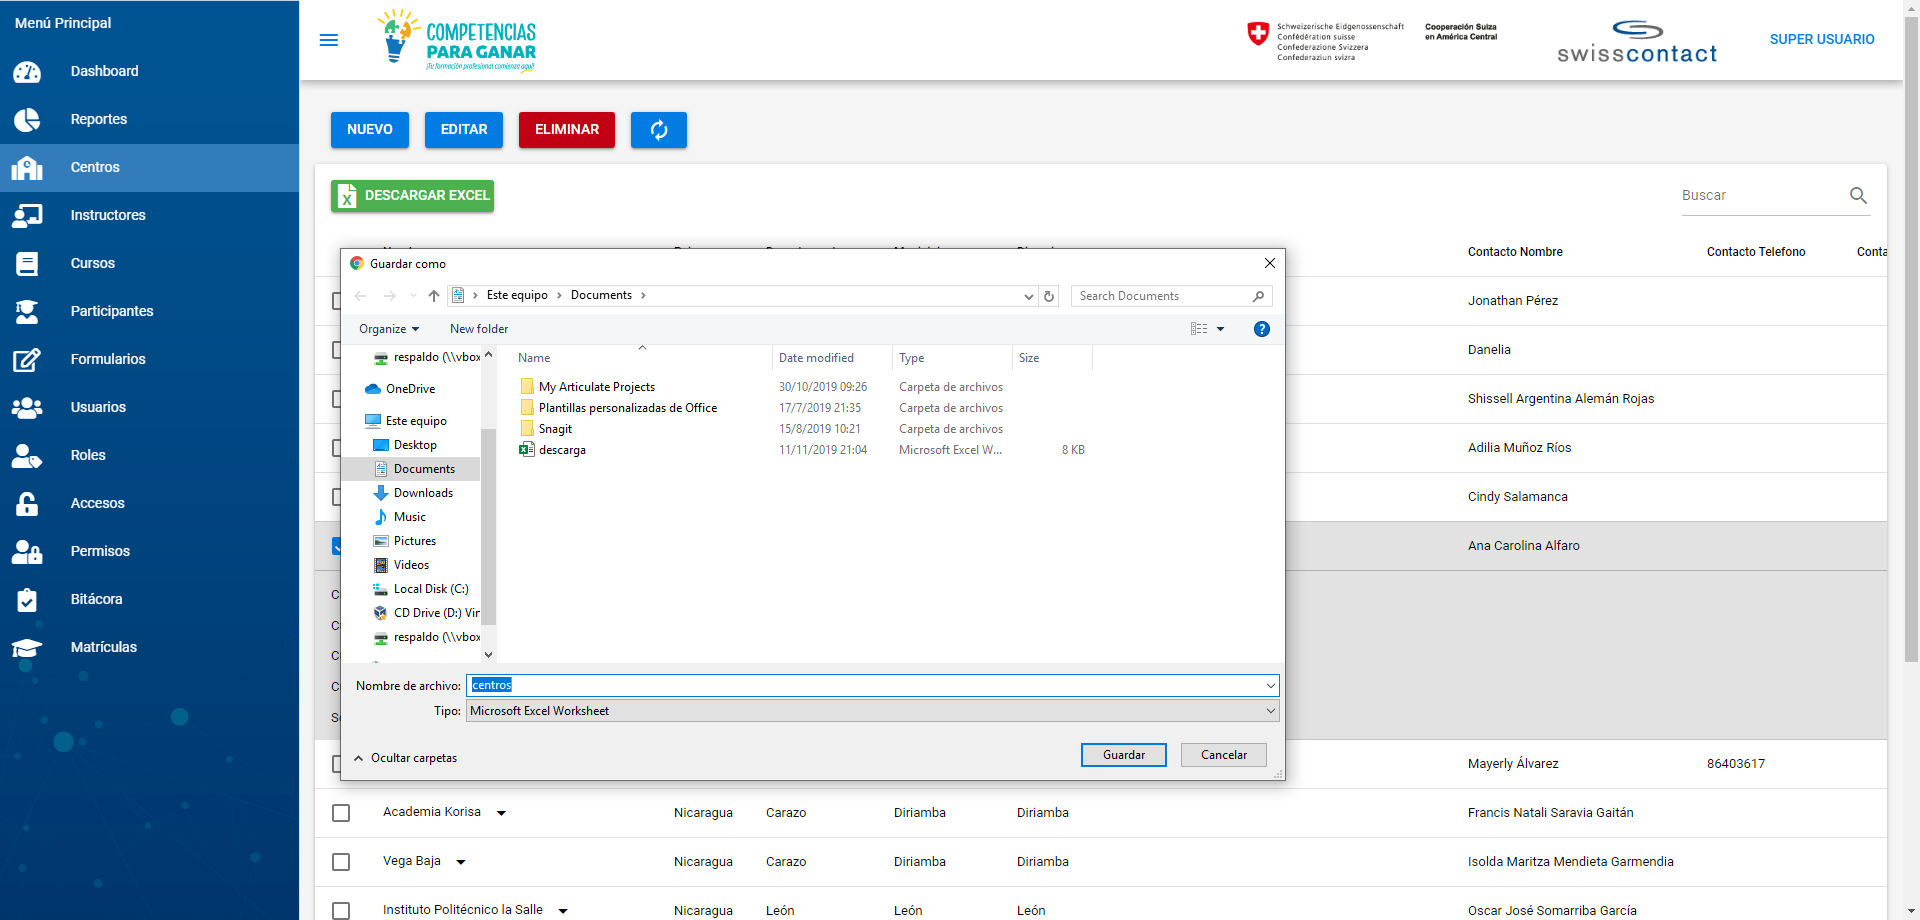 Menú Principal
Dashboard
Reportes
Centros
Instructores
Cursos
Participantes
Formularios
Usuarios
Roles
Accesos
Permisos
Bitácora
Matrículas
COMPETENCIAS
PARA GANAR
¡Tu formación profesional comienza aquí!
Schweizerische Eidgenossenschaft
Confédération suisse
Confederazione Svizzera
Confederaziun svizra
Cooperación Suiza
en América Central
swisscontact
SUPER USUARIO
NUEVO
EDITAR
ELIMINAR
DESCARGAR EXCEL
Buscar
Contacto Nombre
Contacto Telefono
Conta
Guardar como
Este equipo > Documents >
Search Documents
Organize
New folder
respaldo (\\vbox
OneDrive
Este equipo
Desktop
Documents
Downloads
Music
Pictures
Videos
Local Disk (C:)
CD Drive (D:) Vir
respaldo (\\vbox
Name Date modified Type Size
My Articulate Projects 30/10/2019 09:26 Carpeta de archivos
Plantillas personalizadas de Office 17/7/2019 21:35 Carpeta de archivos
Snagit 15/8/2019 10:21 Carpeta de archivos
descarga 11/11/2019 21:04 Microsoft Excel W... 8 KB
Nombre de archivo: centros
Tipo: Microsoft Excel Worksheet
Ocultar carpetas
Guardar
Cancelar
Jonathan Pérez
Danelia
Shissell Argentina Alemán Rojas
Adilia Muñoz Ríos
Cindy Salamanca
Ana Carolina Alfaro
Mayerly Álvarez 86403617
Academia Korisa Nicaragua Carazo Diriamba Diriamba Francis Natali Saravia Gaitán
Vega Baja Nicaragua Carazo Diriamba Diriamba Isolda Maritza Mendieta Garmendia
Instituto Politécnico la Salle Nicaragua León León León Oscar José Somarriba García